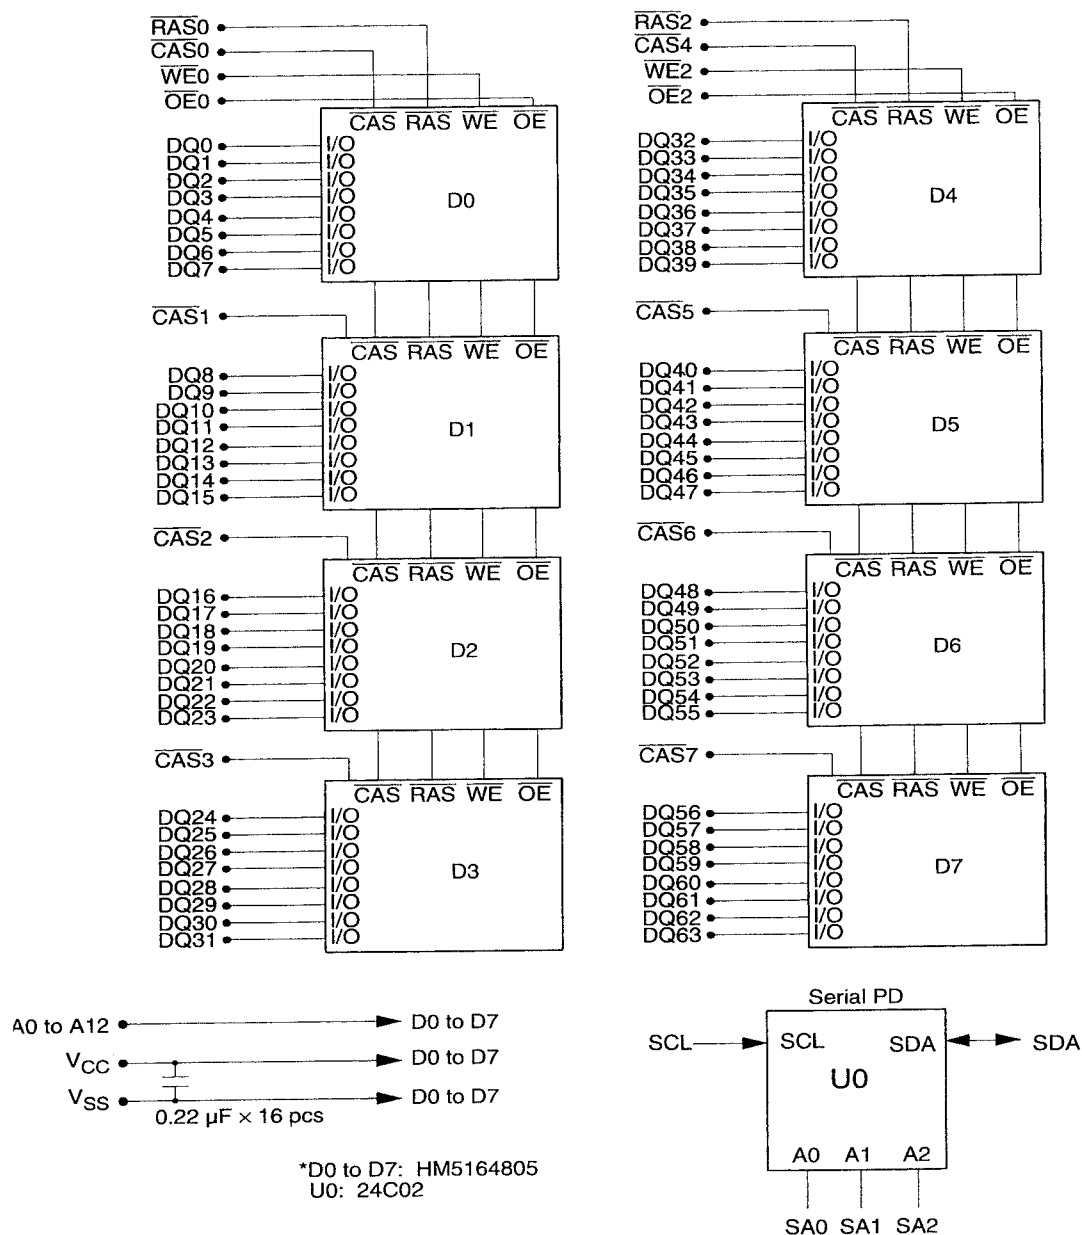 RAS0
CAS0
WE0
OE0
CAS RAS WE OE
DQ0 I/O
DQ1 I/O
DQ2 I/O
DQ3 I/O
DQ4 I/O
DQ5 I/O
DQ6 I/O
DQ7 I/O
D0
CAS1
CAS RAS WE OE
DQ8 I/O
DQ9 I/O
DQ10 I/O
DQ11 I/O
DQ12 I/O
DQ13 I/O
DQ14 I/O
DQ15 I/O
D1
CAS2
CAS RAS WE OE
DQ16 I/O
DQ17 I/O
DQ18 I/O
DQ19 I/O
DQ20 I/O
DQ21 I/O
DQ22 I/O
DQ23 I/O
D2
CAS3
CAS RAS WE OE
DQ24 I/O
DQ25 I/O
DQ26 I/O
DQ27 I/O
DQ28 I/O
DQ29 I/O
DQ30 I/O
DQ31 I/O
D3
RAS2
CAS4
WE2
OE2
CAS RAS WE OE
DQ32 I/O
DQ33 I/O
DQ34 I/O
DQ35 I/O
DQ36 I/O
DQ37 I/O
DQ38 I/O
DQ39 I/O
D4
CAS5
CAS RAS WE OE
DQ40 I/O
DQ41 I/O
DQ42 I/O
DQ43 I/O
DQ44 I/O
DQ45 I/O
DQ46 I/O
DQ47 I/O
D5
CAS6
CAS RAS WE OE
DQ48 I/O
DQ49 I/O
DQ50 I/O
DQ51 I/O
DQ52 I/O
DQ53 I/O
DQ54 I/O
DQ55 I/O
D6
CAS7
CAS RAS WE OE
DQ56 I/O
DQ57 I/O
DQ58 I/O
DQ59 I/O
DQ60 I/O
DQ61 I/O
DQ62 I/O
DQ63 I/O
D7
A0 to A12 D0 to D7
VCC D0 to D7
VSS D0 to D7
0.22 µF × 16 pcs
*D0 to D7: HM5164805
U0: 24C02
Serial PD
SCL SCL SDA SDA
U0
A0 A1 A2
SA0 SA1 SA2